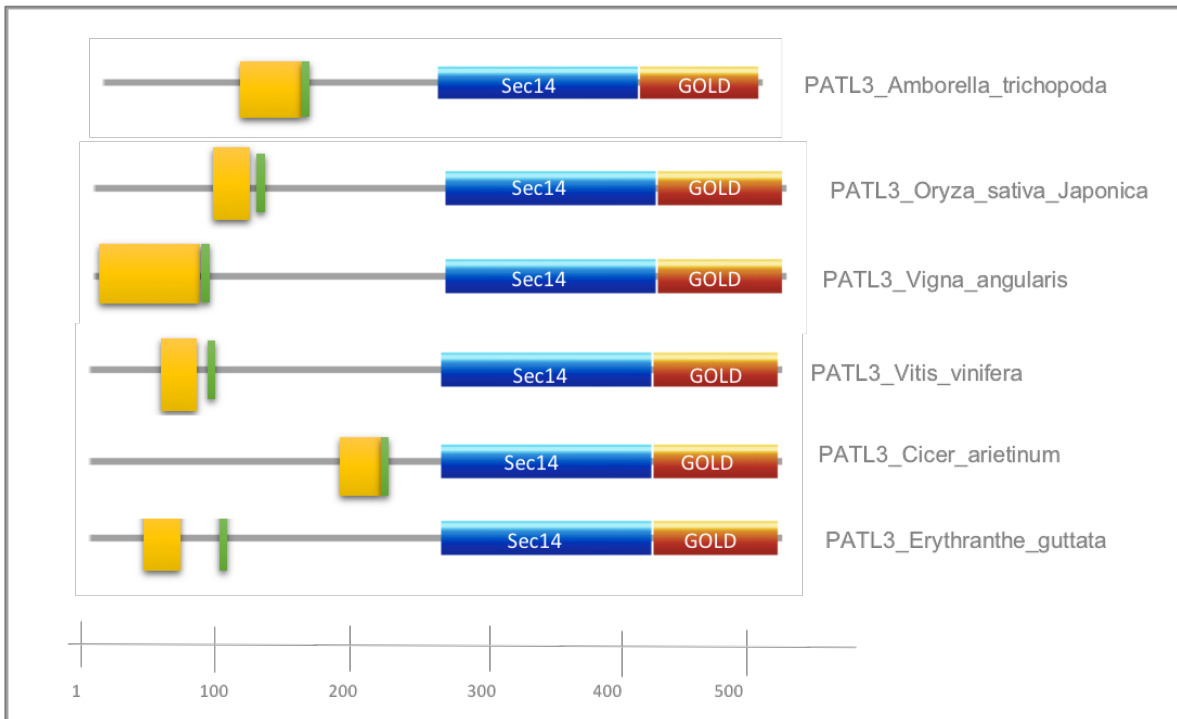 Sec14 GOLD PATL3_Amborella_trichopoda
Sec14 GOLD PATL3_Oryza_sativa_Japonica
Sec14 GOLD PATL3_Vigna_angularis
Sec14 GOLD PATL3_Vitis_vinifera
Sec14 GOLD PATL3_Cicer_arietinum
Sec14 GOLD PATL3_Erythranthe_guttata
1 100 200 300 400 500